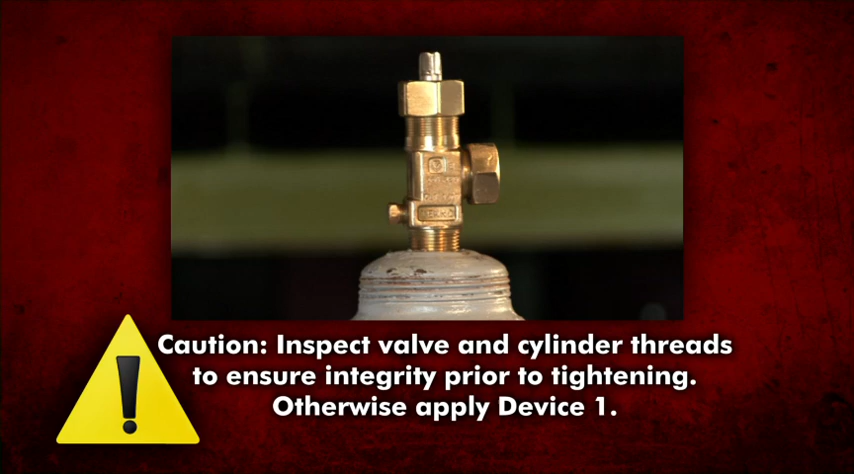 Caution: Inspect valve and cylinder threads
to ensure integrity prior to tightening.
Otherwise apply Device 1.